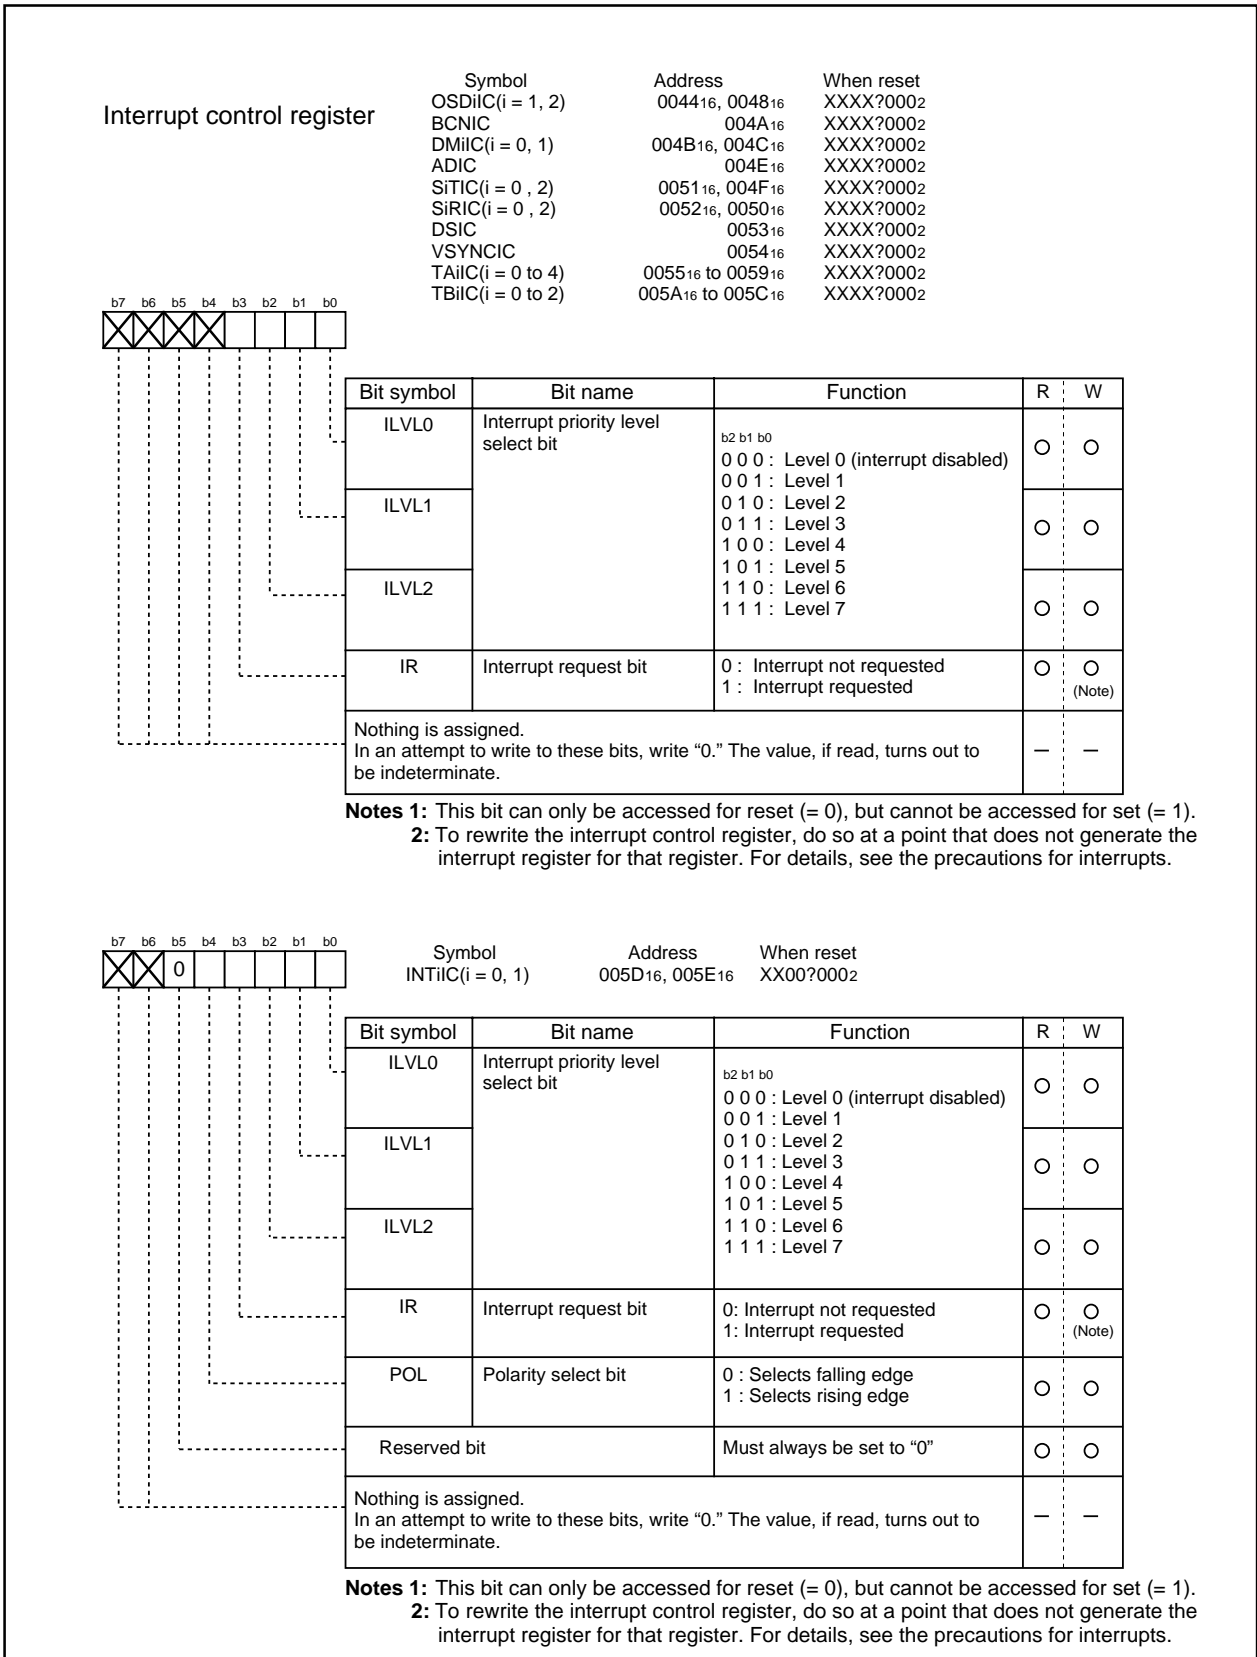 Interrupt control register
Symbol Address When reset
OSDiIC(i = 1, 2) 004416, 004816 XXXX?0002
BCNIC 004A16 XXXX?0002
DMiIC(i = 0, 1) 004B16, 004C16 XXXX?0002
ADIC 004E16 XXXX?0002
SiTIC(i = 0 , 2) 005116, 004F16 XXXX?0002
SiRIC(i = 0 , 2) 005216, 005016 XXXX?0002
DSIC 005316 XXXX?0002
VSYNCIC 005416 XXXX?0002
TAiIC(i = 0 to 4) 005516 to 005916 XXXX?0002
TBiIC(i = 0 to 2) 005A16 to 005C16 XXXX?0002
b7 b6 b5 b4 b3 b2 b1 b0
Bit symbol Bit name Function R W
ILVL0 Interrupt priority level
select bit
b2 b1 b0
0 0 0 : Level 0 (interrupt disabled)
0 0 1 : Level 1
ILVL1 0 1 0 : Level 2
0 1 1 : Level 3
1 0 0 : Level 4
1 0 1 : Level 5
ILVL2 1 1 0 : Level 6
1 1 1 : Level 7
IR Interrupt request bit 0 : Interrupt not requested
1 : Interrupt requested
(Note)
Nothing is assigned.
In an attempt to write to these bits, write “0.” The value, if read, turns out to
be indeterminate.
– –
Notes 1: This bit can only be accessed for reset (= 0), but cannot be accessed for set (= 1).
2: To rewrite the interrupt control register, do so at a point that does not generate the
interrupt register for that register. For details, see the precautions for interrupts.
b7 b6 b5 b4 b3 b2 b1 b0
0
Symbol Address When reset
INTiIC(i = 0, 1) 005D16, 005E16 XX00?0002
Bit symbol Bit name Function R W
ILVL0 Interrupt priority level
select bit
b2 b1 b0
0 0 0 : Level 0 (interrupt disabled)
0 0 1 : Level 1
ILVL1 0 1 0 : Level 2
0 1 1 : Level 3
1 0 0 : Level 4
1 0 1 : Level 5
ILVL2 1 1 0 : Level 6
1 1 1 : Level 7
IR Interrupt request bit 0: Interrupt not requested
1: Interrupt requested
(Note)
POL Polarity select bit 0 : Selects falling edge
1 : Selects rising edge
Reserved bit Must always be set to “0”
Nothing is assigned.
In an attempt to write to these bits, write “0.” The value, if read, turns out to
be indeterminate.
– –
Notes 1: This bit can only be accessed for reset (= 0), but cannot be accessed for set (= 1).
2: To rewrite the interrupt control register, do so at a point that does not generate the
interrupt register for that register. For details, see the precautions for interrupts.